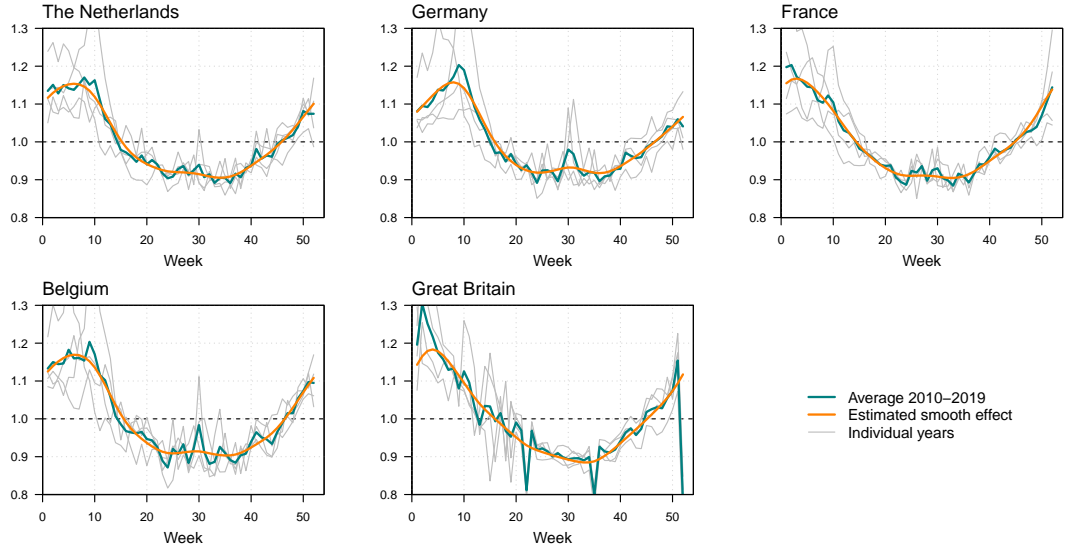 The Netherlands
1.3
1.2
1.1
1.0
0.9
0.8
0 10 20 30 40 50
Week
Germany
1.3
1.2
1.1
1.0
0.9
0.8
0 10 20 30 40 50
Week
France
1.3
1.2
1.1
1.0
0.9
0.8
0 10 20 30 40 50
Week
Belgium
1.3
1.2
1.1
1.0
0.9
0.8
0 10 20 30 40 50
Week
Great Britain
1.3
1.2
1.1
1.0
0.9
0.8
0 10 20 30 40 50
Week
Average 2010–2019
Estimated smooth effect
Individual years